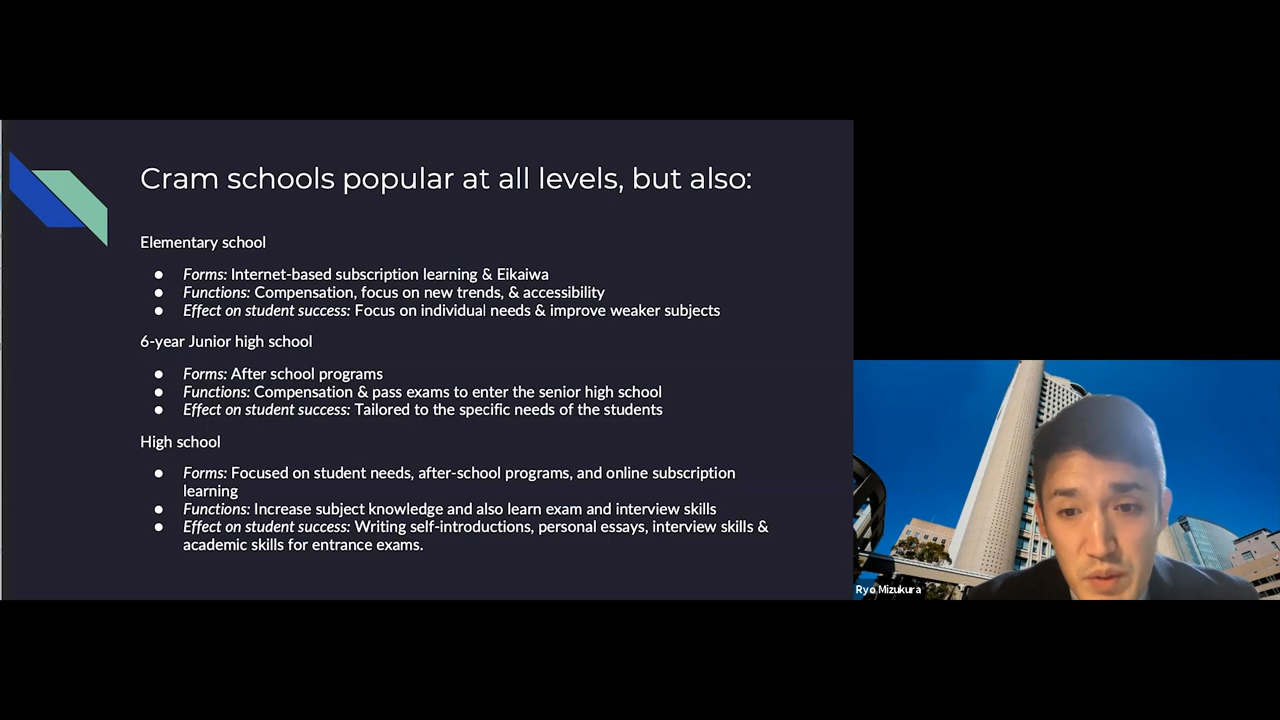 Cram schools popular at all levels, but also:
Elementary school
● Forms: Internet-based subscription learning & Eikaiwa
● Functions: Compensation, focus on new trends, & accessibility
● Effect on student success: Focus on individual needs & improve weaker subjects
6-year Junior high school
● Forms: After school programs
● Functions: Compensation & pass exams to enter the senior high school
● Effect on student success: Tailored to the specific needs of the students
High school
● Forms: Focused on student needs, after-school programs, and online subscription
learning
● Functions: Increase subject knowledge and also learn exam and interview skills
● Effect on student success: Writing self-introductions, personal essays, interview skills &
academic skills for entrance exams.
Ryo Mizukura